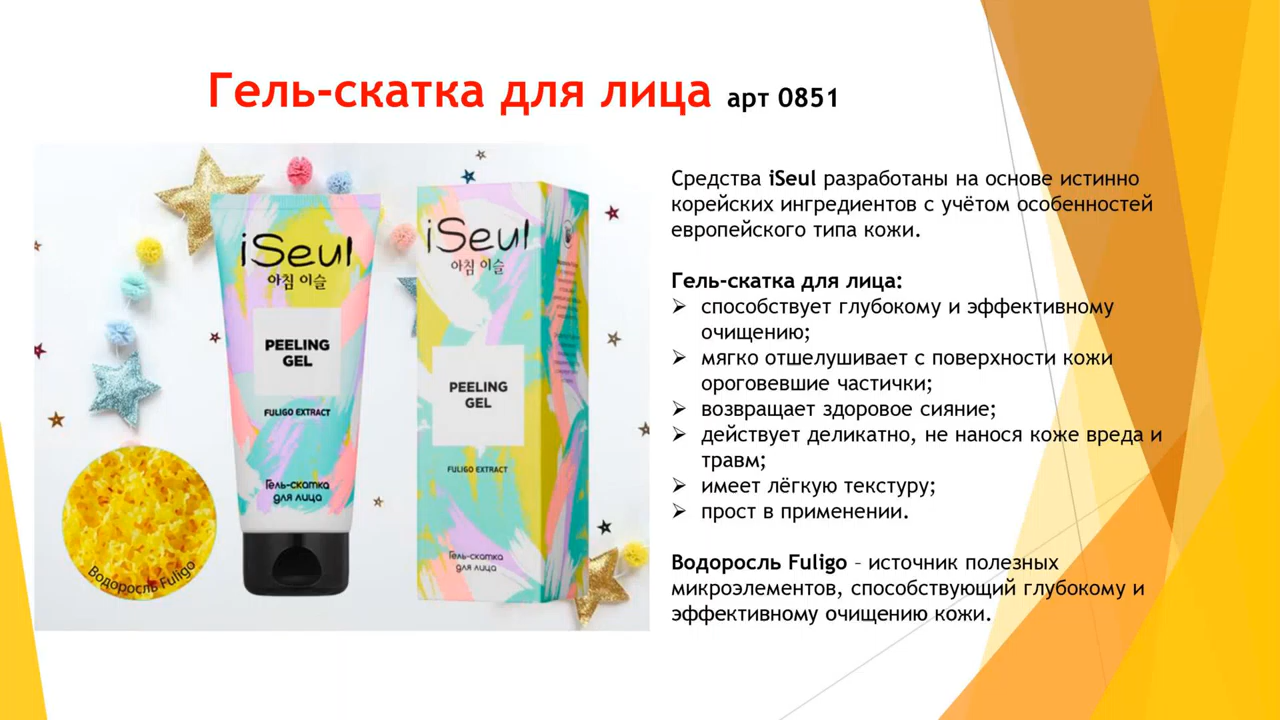 Гель-скатка для лица арт 0851
iSeul
아침 이슬
PEELING
GEL
FULIGO EXTRACT
Гель-скатка
для лица
iSeul
아침 이슬
PEELING
GEL
FULIGO EXTRACT
Гель-скатка
для лица
Водоросль Fuligo
Средства iSeul разработаны на основе истинно
корейских ингредиентов с учётом особенностей
европейского типа кожи.
Гель-скатка для лица:
способствует глубокому и эффективному
очищению;
мягко отшелушивает с поверхности кожи
ороговевшие частички;
возвращает здоровое сияние;
действует деликатно, не нанося коже вреда и
травм;
имеет лёгкую текстуру;
прост в применении.
Водоросль Fuligo – источник полезных
микроэлементов, способствующий глубокому и
эффективному очищению кожи.